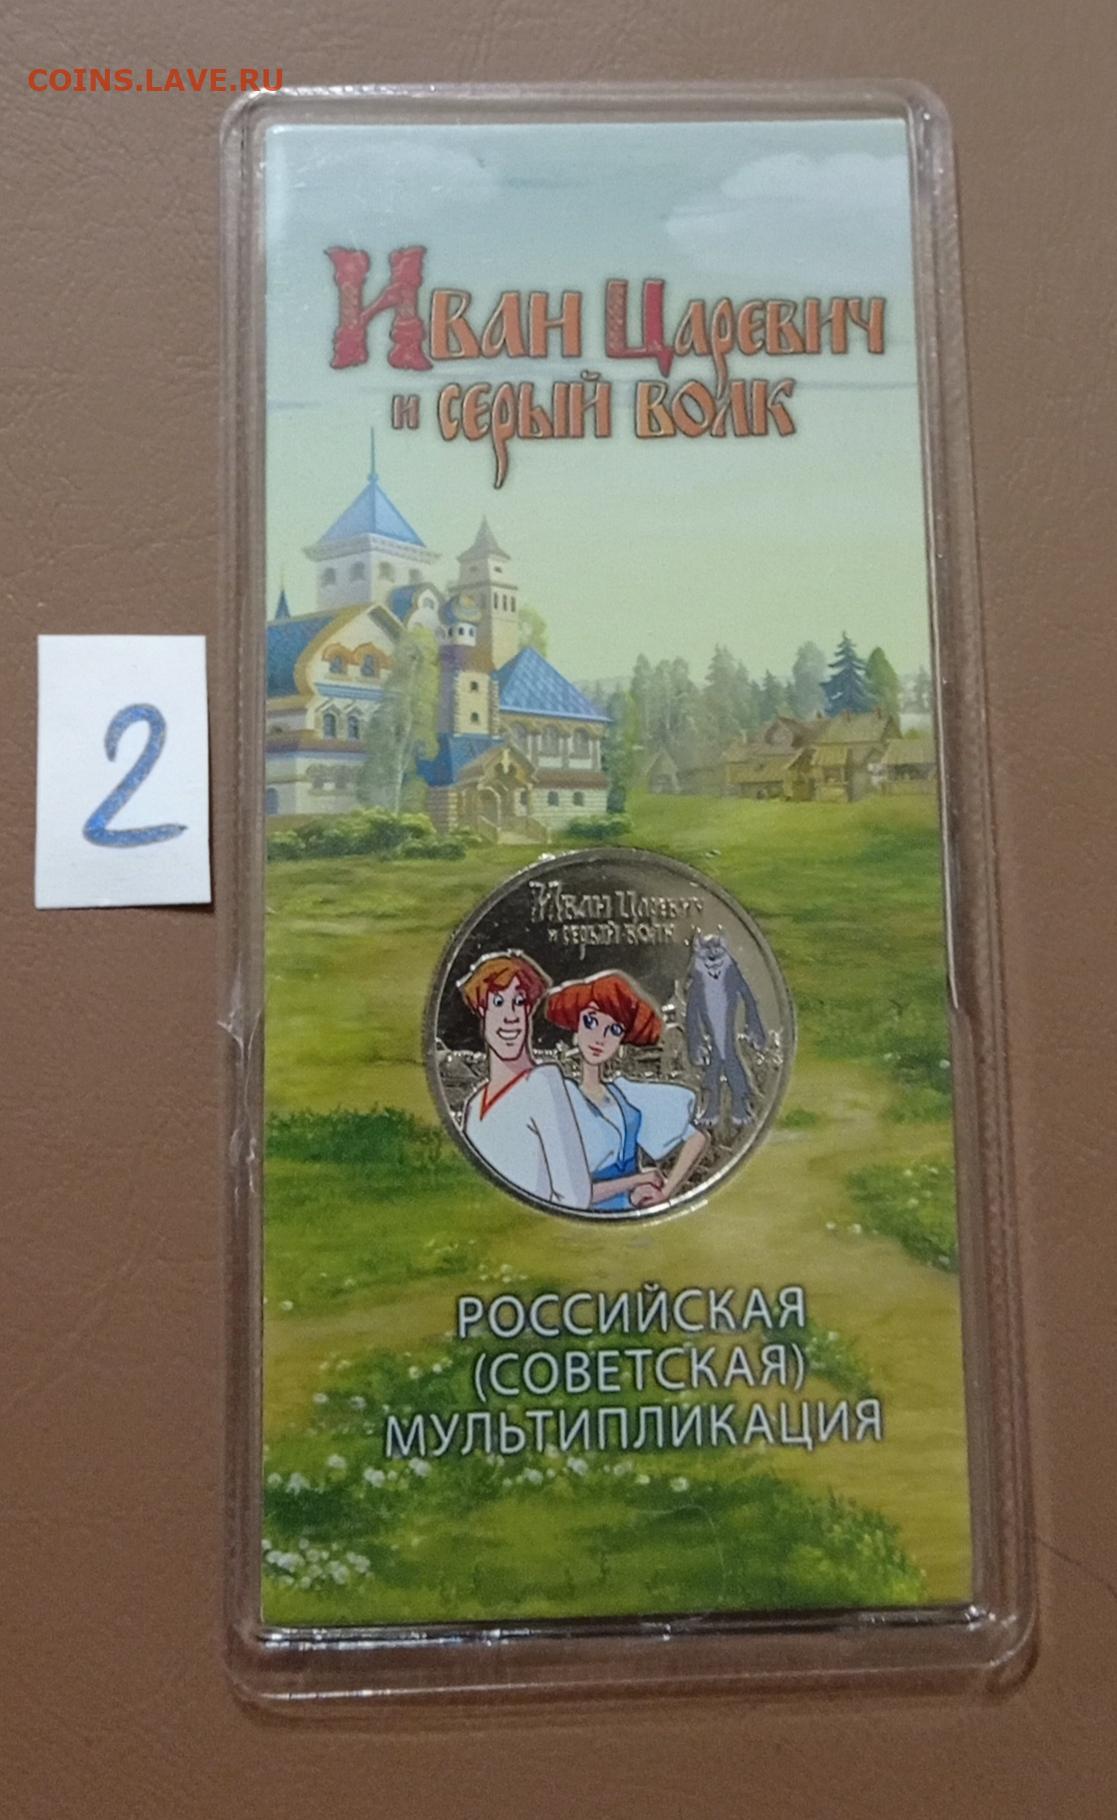 COINS.LAVE.RU
Иван Царевич
и серый волк
2
Иван Царевич
и серый волк
РОССИЙСКАЯ
(СОВЕТСКАЯ)
МУЛЬТИПЛИКАЦИЯ